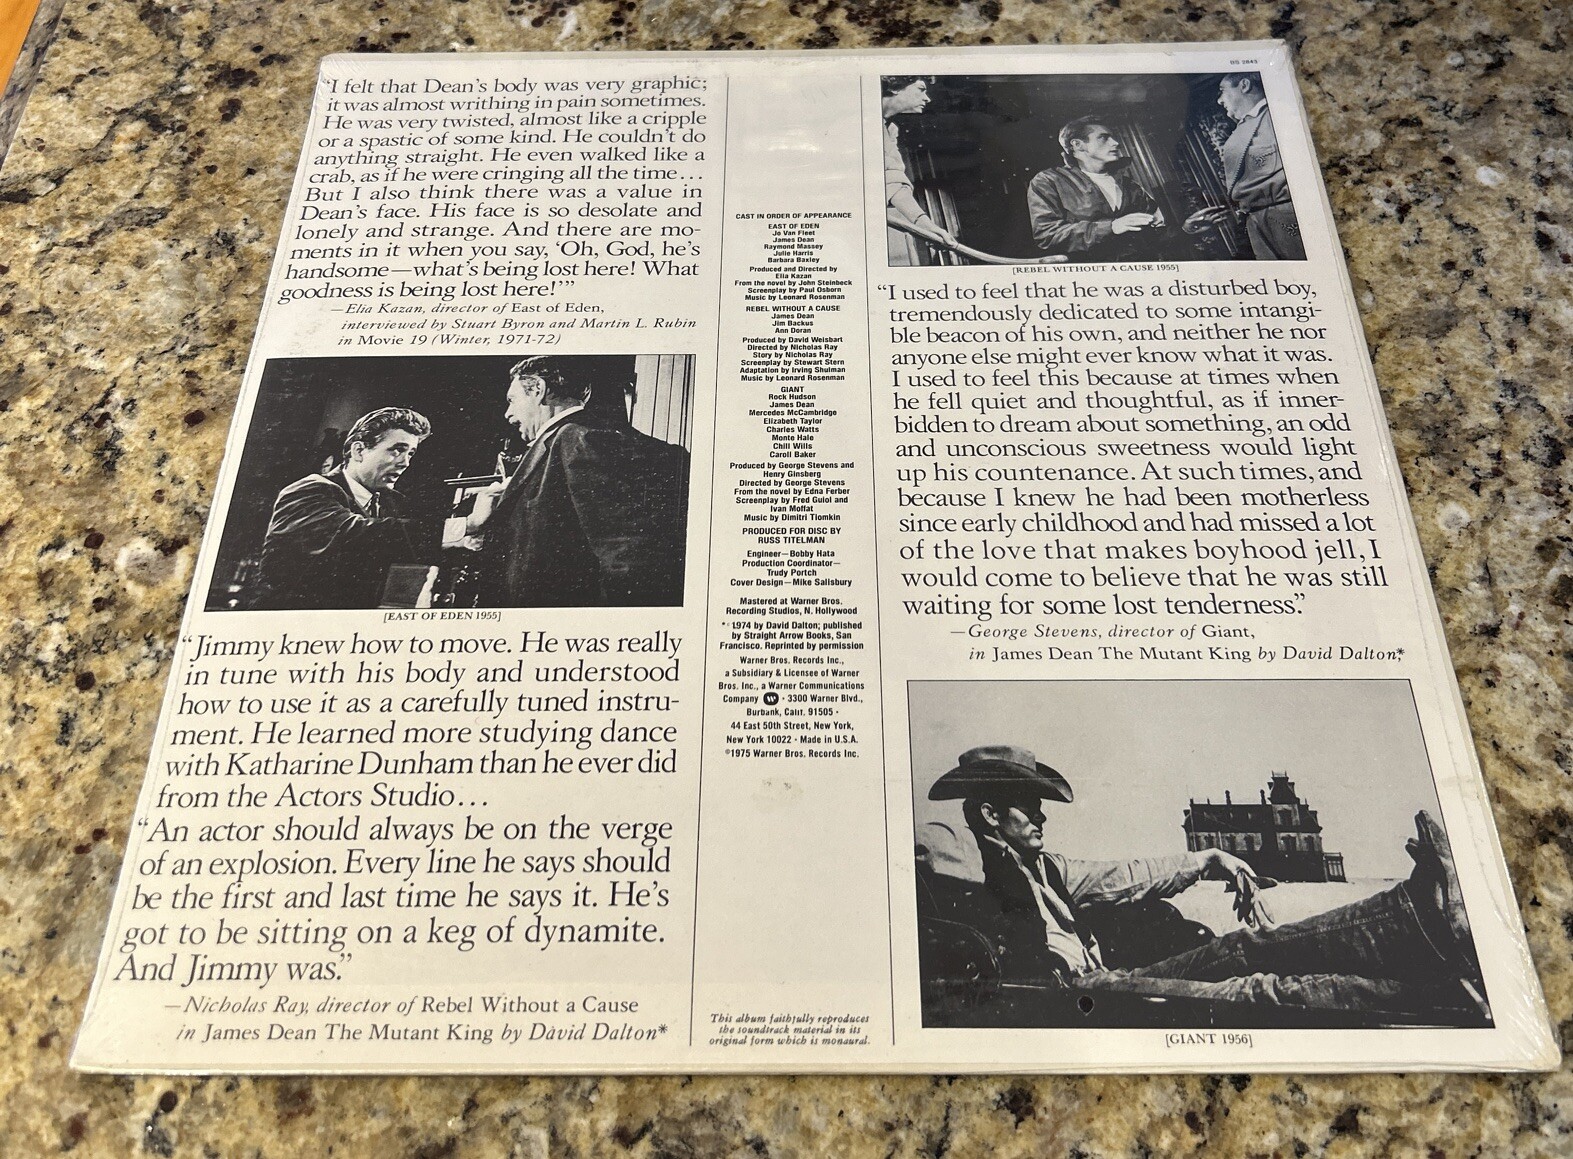 "I felt that Dean's body was very graphic;
it was almost writhing in pain sometimes.
He was very twisted, almost like a cripple
or a spastic of some kind. He couldn't do
anything straight. He even walked like a
crab, as if he were cringing all the time...
But I also think there was a value in
Dean's face. His face is so desolate and
lonely and strange. And there are mo-
ments in it when you say, 'Oh, God, he's
handsome—what's being lost here! What
goodness is being lost here!'"
—Elia Kazan, director of East of Eden,
interviewed by Stuart Byron and Martin L. Rubin
in Movie 19 (Winter, 1971-72)
[EAST OF EDEN 1955]
"Jimmy knew how to move. He was really
in tune with his body and understood
how to use it as a carefully tuned instru-
ment. He learned more studying dance
with Katharine Dunham than he ever did
from the Actors Studio...
"An actor should always be on the verge
of an explosion. Every line he says should
be the first and last time he says it. He's
got to be sitting on a keg of dynamite.
And Jimmy was."
—Nicholas Ray, director of Rebel Without a Cause
in James Dean The Mutant King by David Dalton*
CAST IN ORDER OF APPEARANCE
EAST OF EDEN
Jo Van Fleet
James Dean
Raymond Massey
Julie Harris
Barbara Baxley
Produced and Directed by
Elia Kazan
From the novel by John Steinbeck
Screenplay by Paul Osborn
Music by Leonard Rosenman
REBEL WITHOUT A CAUSE
James Dean
Jim Backus
Ann Doran
Produced by David Weisbart
Directed by Nicholas Ray
Story by Nicholas Ray
Screenplay by Stewart Stern
Adaptation by Irving Shulman
Music by Leonard Rosenman
GIANT
Rock Hudson
James Dean
Mercedes McCambridge
Elizabeth Taylor
Charles Watts
Monte Hale
Chill Wills
Caroll Baker
Produced by George Stevens and
Henry Ginsberg
Directed by George Stevens
From the novel by Edna Ferber
Screenplay by Fred Guiol and
Ivan Moffat
Music by Dimitri Tiomkin
PRODUCED FOR DISC BY
RUSS TITELMAN
Engineer—Bobby Hata
Production Coordinator—
Trudy Portch
Cover Design—Mike Salisbury
Mastered at Warner Bros.
Recording Studios, N. Hollywood
*©1974 by David Dalton; published
by Straight Arrow Books, San
Francisco. Reprinted by permission
Warner Bros. Records Inc.,
a Subsidiary & Licensee of Warner
Bros. Inc., a Warner Communications
Company • 3300 Warner Blvd.,
Burbank, Calif. 91505 •
44 East 50th Street, New York,
New York 10022 • Made in U.S.A.
©1975 Warner Bros. Records Inc.
This album faithfully reproduces
the soundtrack material in its
original form which is monaural.
BS 2843
[REBEL WITHOUT A CAUSE 1955]
"I used to feel that he was a disturbed boy,
tremendously dedicated to some intangi-
ble beacon of his own, and neither he nor
anyone else might ever know what it was.
I used to feel this because at times when
he fell quiet and thoughtful, as if inner-
bidden to dream about something, an odd
and unconscious sweetness would light
up his countenance. At such times, and
because I knew he had been motherless
since early childhood and had missed a lot
of the love that makes boyhood jell, I
would come to believe that he was still
waiting for some lost tenderness."
—George Stevens, director of Giant,
in James Dean The Mutant King by David Dalton*
[GIANT 1956]